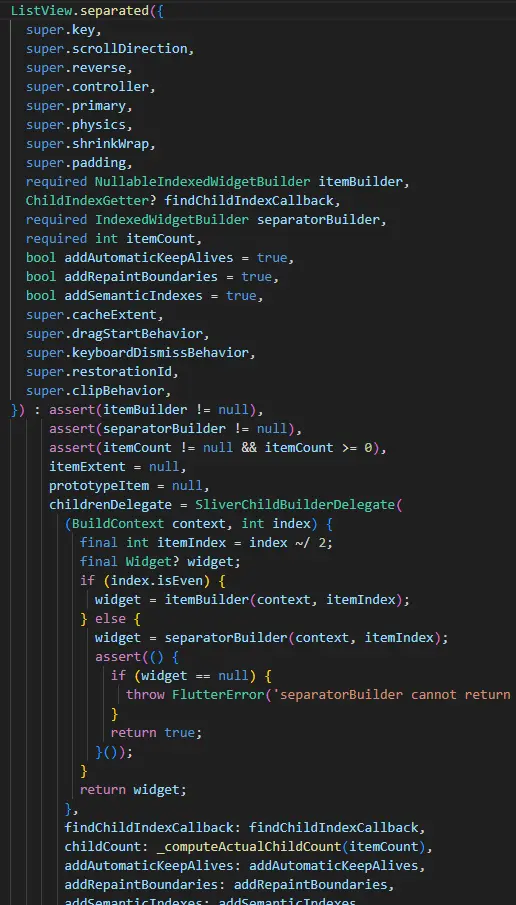 ListView.separated({
super.key,
super.scrollDirection,
super.reverse,
super.controller,
super.primary,
super.physics,
super.shrinkWrap,
super.padding,
required NullableIndexedWidgetBuilder itemBuilder,
ChildIndexGetter? findChildIndexCallback,
required IndexedWidgetBuilder separatorBuilder,
required int itemCount,
bool addAutomaticKeepAlives = true,
bool addRepaintBoundaries = true,
bool addSemanticIndexes = true,
super.cacheExtent,
super.dragStartBehavior,
super.keyboardDismissBehavior,
super.restorationId,
super.clipBehavior,
}) : assert(itemBuilder != null),
assert(separatorBuilder != null),
assert(itemCount != null && itemCount >= 0),
itemExtent = null,
prototypeItem = null,
childrenDelegate = SliverChildBuilderDelegate(
(BuildContext context, int index) {
final int itemIndex = index ~/ 2;
final Widget? widget;
if (index.isEven) {
widget = itemBuilder(context, itemIndex);
} else {
widget = separatorBuilder(context, itemIndex);
assert(() {
if (widget == null) {
throw FlutterError('separatorBuilder cannot return
}
return true;
}());
}
return widget;
},
findChildIndexCallback: findChildIndexCallback,
childCount: _computeActualChildCount(itemCount),
addAutomaticKeepAlives: addAutomaticKeepAlives,
addRepaintBoundaries: addRepaintBoundaries,
addSemanticIndexes: addSemanticIndexes